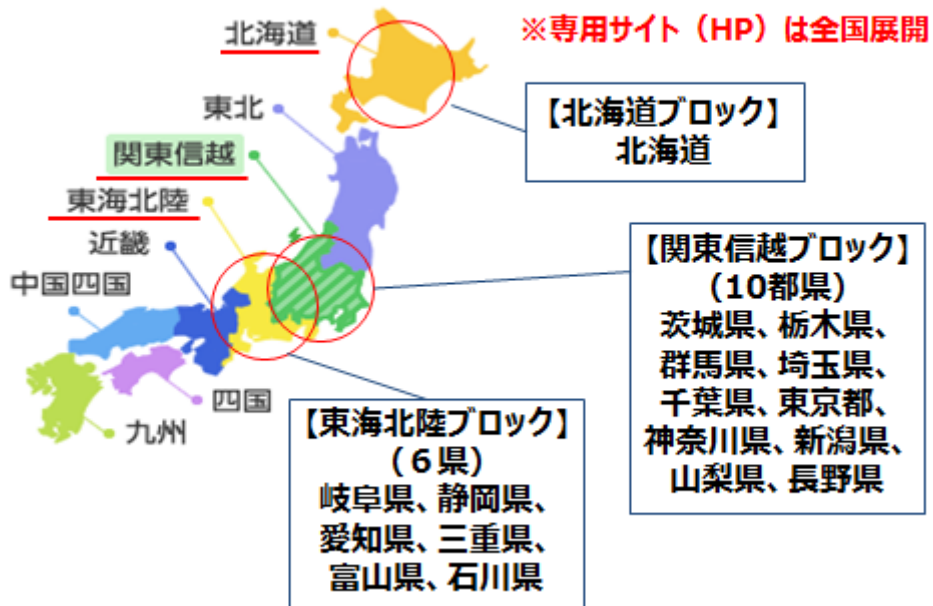 ※専用サイト（HP）は全国展開
北海道
東北
関東信越
東海北陸
近畿
中国四国
四国
九州
【北海道ブロック】
北海道
【関東信越ブロック】
（10都県）
茨城県、栃木県、
群馬県、埼玉県、
千葉県、東京都、
神奈川県、新潟県、
山梨県、長野県
【東海北陸ブロック】
（６県）
岐阜県、静岡県、
愛知県、三重県、
富山県、石川県